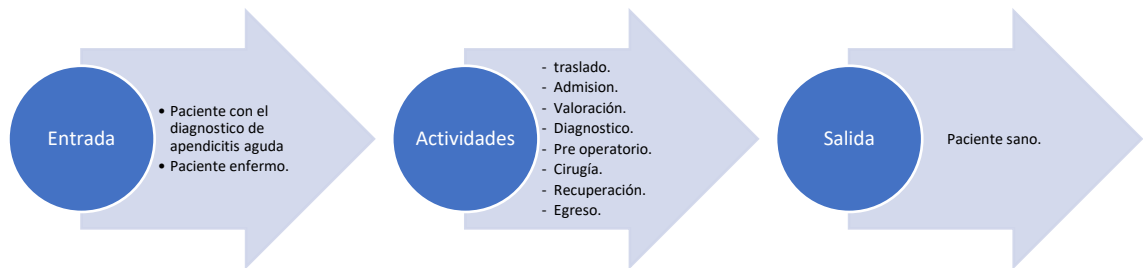 Entrada
• Paciente con el
diagnostico de
apendicitis aguda
• Paciente enfermo.
Actividades
- traslado.
- Admision.
- Valoración.
- Diagnostico.
- Pre operatorio.
- Cirugía.
- Recuperación.
- Egreso.
Salida
Paciente sano.